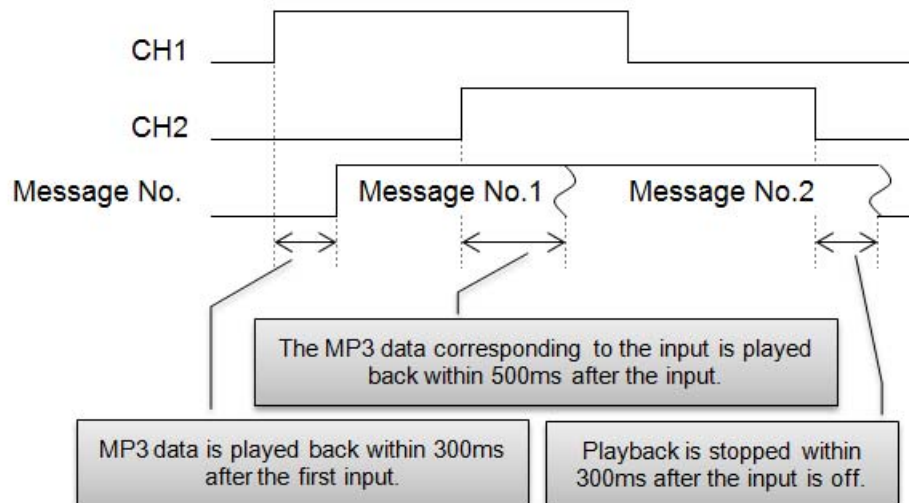 CH1
CH2
Message No.
Message No.1
Message No.2
The MP3 data corresponding to the input is played
back within 500ms after the input.
MP3 data is played back within 300ms
after the first input.
Playback is stopped within
300ms after the input is off.